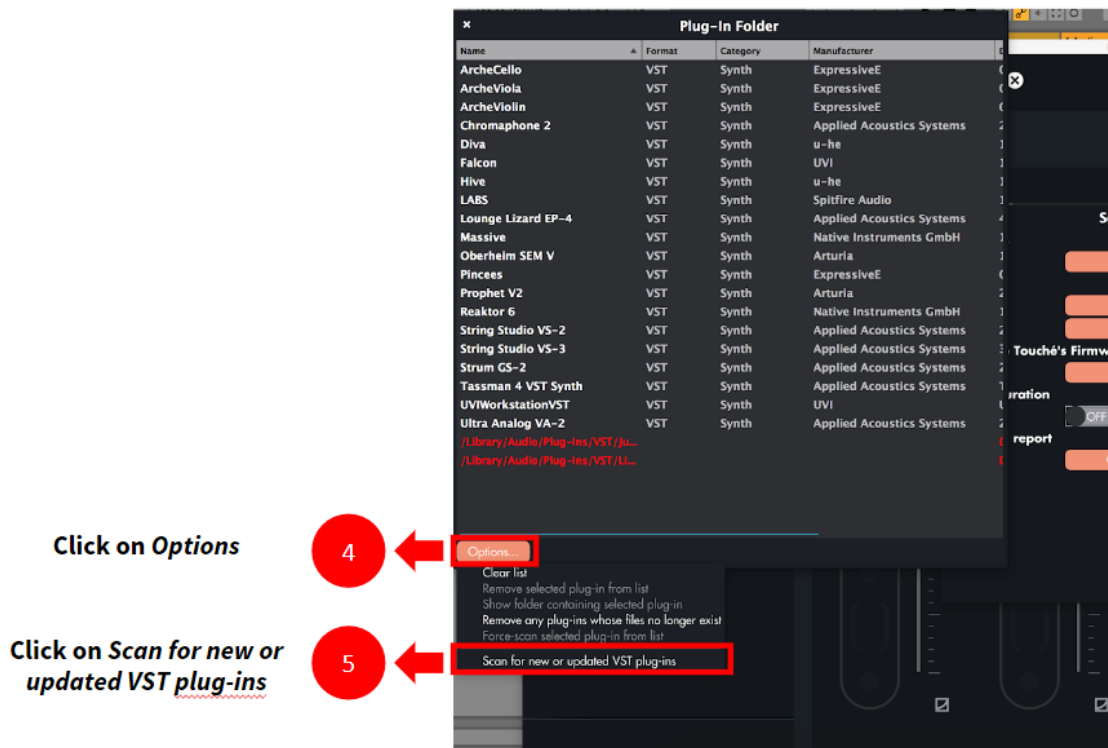 Plug-In Folder
Name Format Category Manufacturer
ArcheCello VST Synth ExpressiveE
ArcheViola VST Synth ExpressiveE
ArcheViolin VST Synth ExpressiveE
Chromaphone 2 VST Synth Applied Acoustics Systems
Diva VST Synth u-he
Falcon VST Synth UVI
Hive VST Synth u-he
LABS VST Synth Spitfire Audio
Lounge Lizard EP-4 VST Synth Applied Acoustics Systems
Massive VST Synth Native Instruments GmbH
Oberheim SEM V VST Synth Arturia
Pincees VST Synth ExpressiveE
Prophet V2 VST Synth Arturia
Reaktor 6 VST Synth Native Instruments GmbH
String Studio VS-2 VST Synth Applied Acoustics Systems
String Studio VS-3 VST Synth Applied Acoustics Systems
Strum GS-2 VST Synth Applied Acoustics Systems
Tassman 4 VST Synth VST Synth Applied Acoustics Systems
UVIWorkstationVST VST Synth UVI
Ultra Analog VA-2 VST Synth Applied Acoustics Systems
/Library/Audio/Plug-Ins/VST/Ju...
/Library/Audio/Plug-Ins/VST/Li...
Touché's Firmw
uration
OFF
report
Click on Options
4
Options...
Clear list
Remove selected plug-in from list
Show folder containing selected plug-in
Remove any plug-ins whose files no longer exist
Force-scan selected plug-in from list
Click on Scan for new or
updated VST plug-ins
5
Scan for new or updated VST plug-ins